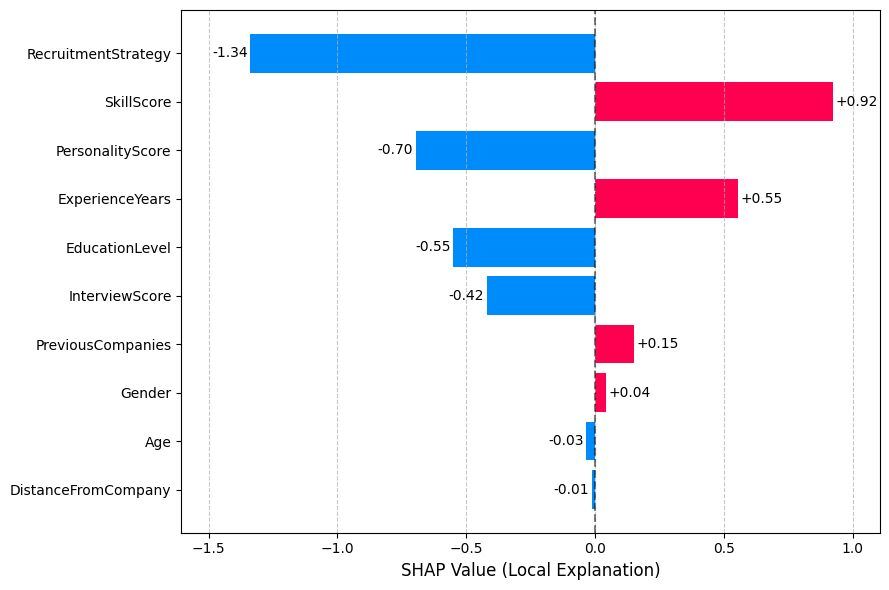 RecruitmentStrategy -1.34
SkillScore +0.92
PersonalityScore -0.70
ExperienceYears +0.55
EducationLevel -0.55
InterviewScore -0.42
PreviousCompanies +0.15
Gender +0.04
Age -0.03
DistanceFromCompany -0.01
−1.5 −1.0 −0.5 0.0 0.5 1.0
SHAP Value (Local Explanation)